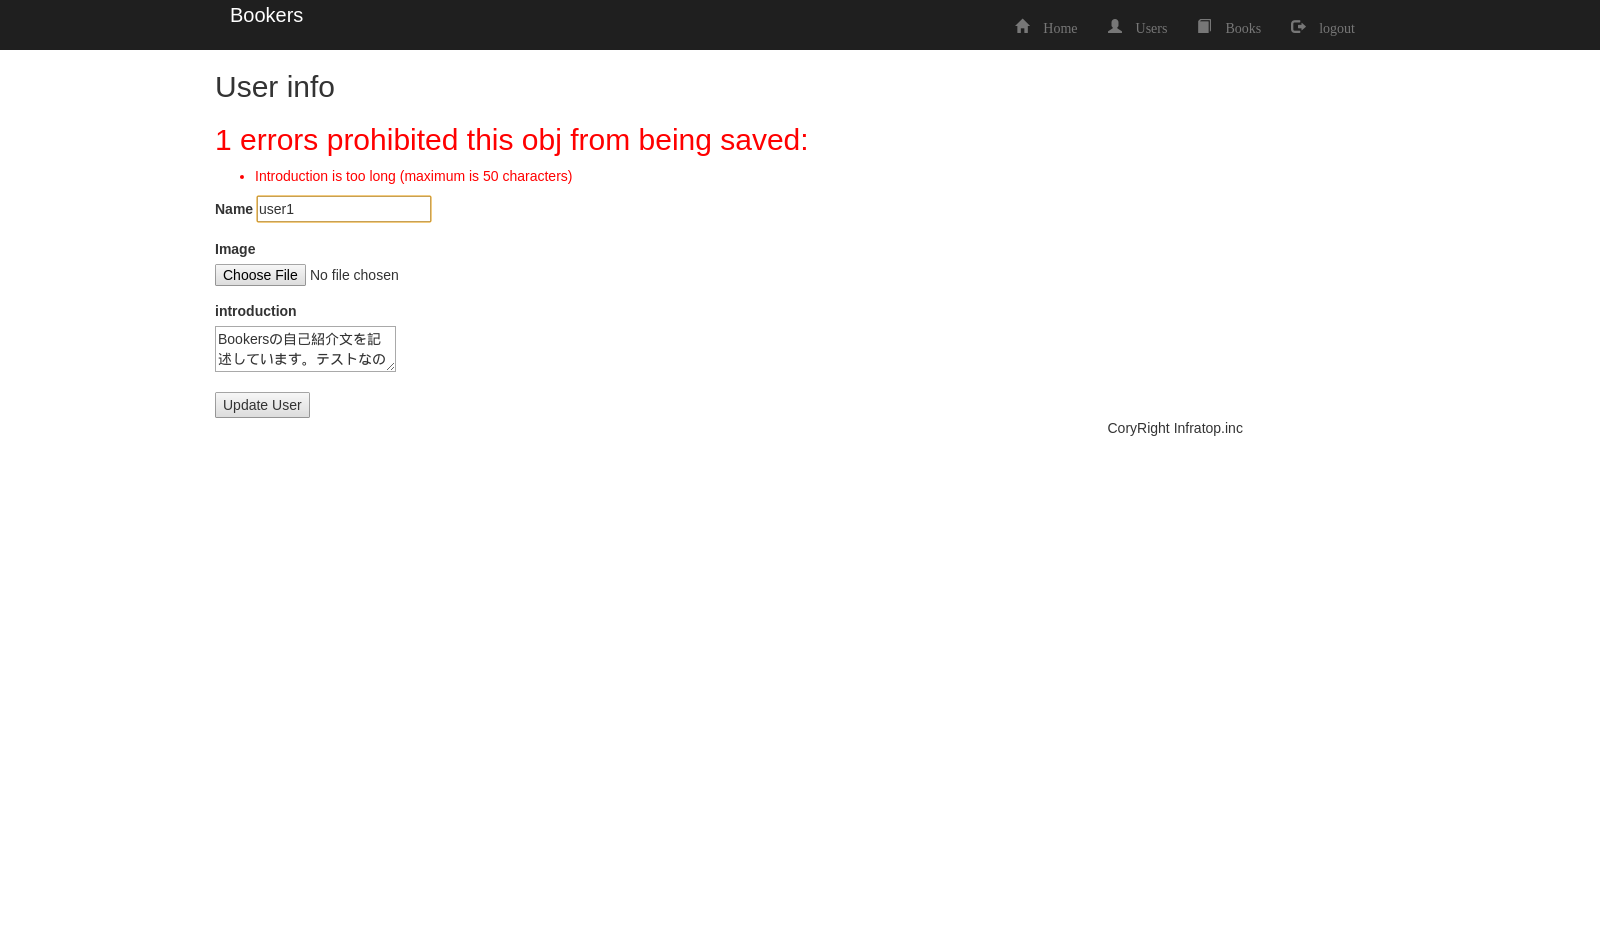 Bookers
Home Users Books logout
User info
1 errors prohibited this obj from being saved:
Introduction is too long (maximum is 50 characters)
Name user1
Image
Choose File No file chosen
introduction
Bookersの自己紹介文を記
述しています。テストなの
Update User
CoryRight Infratop.inc